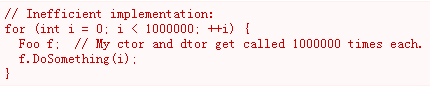 // Inefficient implementation:
for (int i = 0; i < 1000000; ++i) {
  Foo f;  // My ctor and dtor get called 1000000 times each.
  f.DoSomething(i);
}